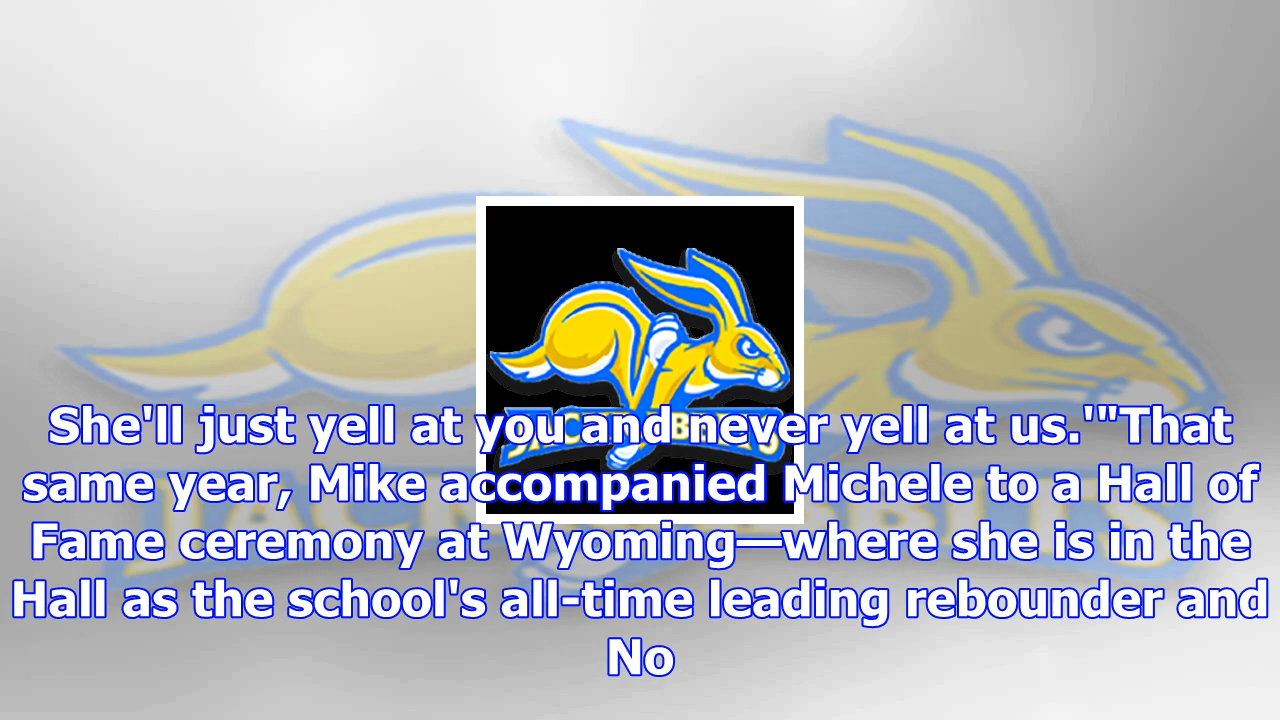 She'll just yell at you and never yell at us.'"That
same year, Mike accompanied Michele to a Hall of
Fame ceremony at Wyoming—where she is in the
Hall as the school's all-time leading rebounder and
No
JACKRABBITS